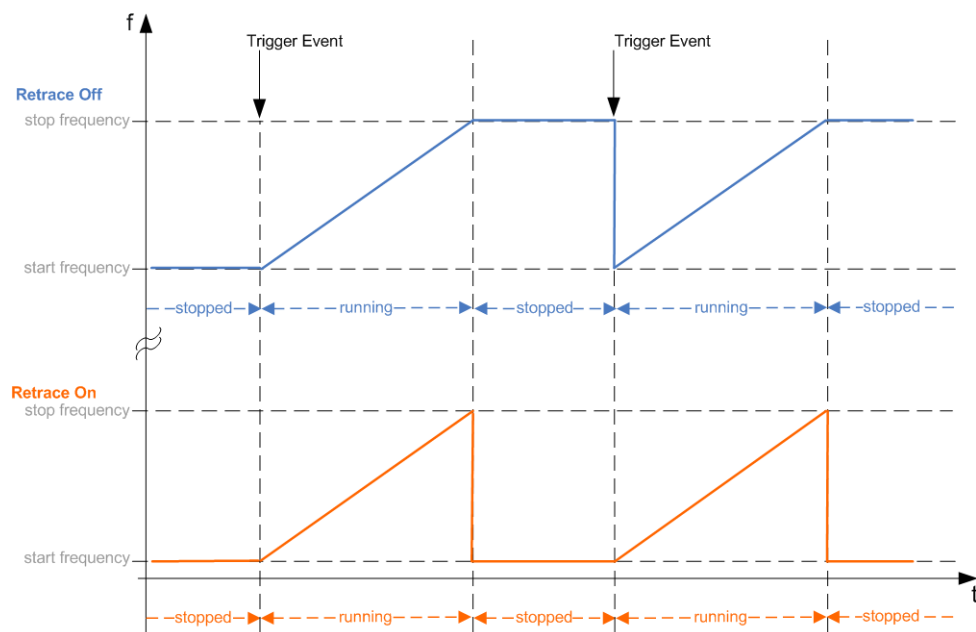 f
Trigger Event
Trigger Event
Retrace Off
stop frequency
start frequency
stopped
running
stopped
running
stopped
Retrace On
stop frequency
start frequency
t
stopped
running
stopped
running
stopped